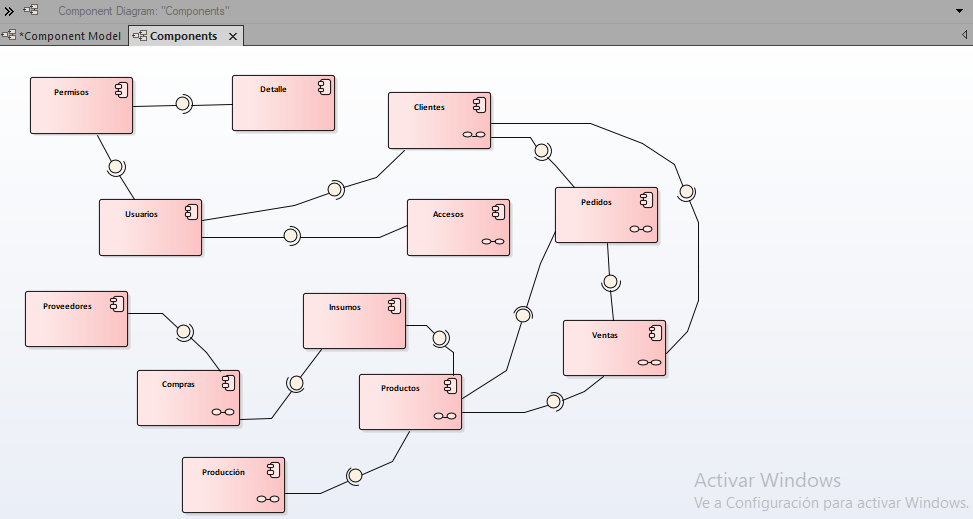 Component Diagram: "Components"
*Component Model
Components
Permisos
Detalle
Clientes
Usuarios
Accesos
Pedidos
Proveedores
Insumos
Ventas
Compras
Productos
Producción
Activar Windows
Ve a Configuración para activar Windows.